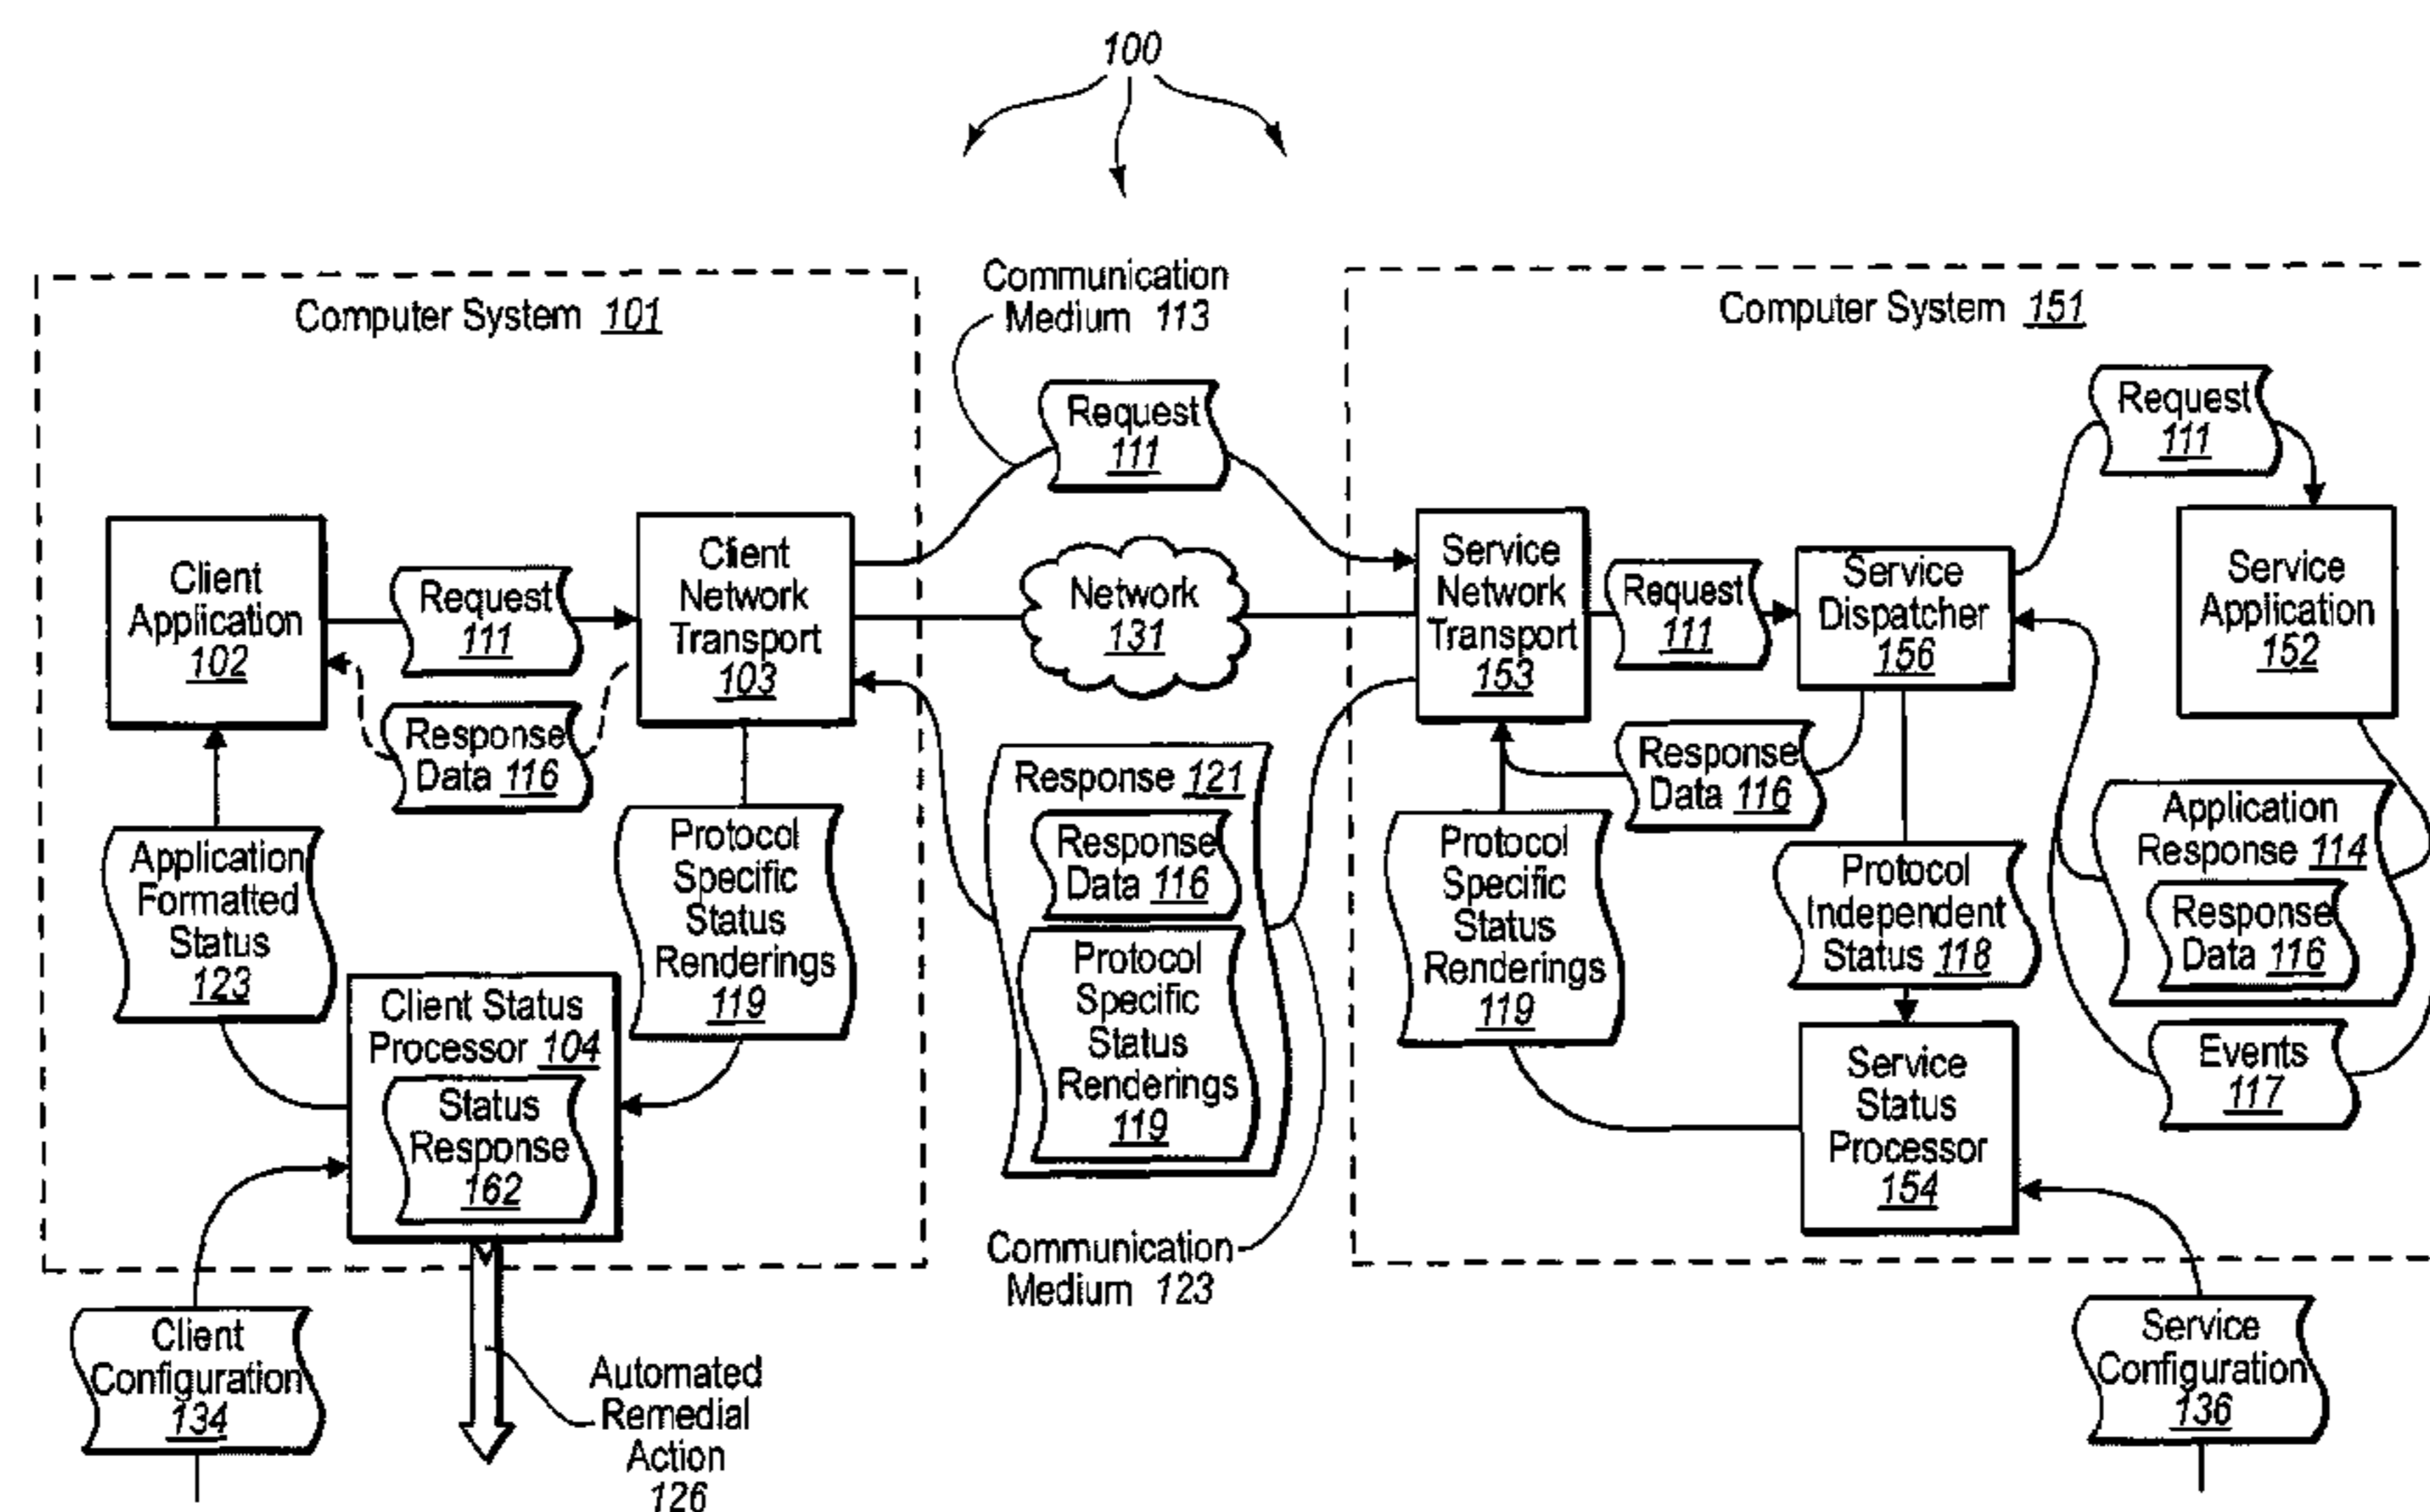 100
Communication
Medium 113
Computer System 101
Computer System 151
Request
111
Request
111
Client
Application
102
Request
111
Client
Network
Transport
103
Network
131
Service
Network
Transport
153
Request
111
Service
Dispatcher
156
Service
Application
152
Response
Data 116
Response 121
Response
Data 116
Protocol
Specific
Status
Renderings
119
Response
Data 116
Application
Response 114
Response
Data 116
Application
Formatted
Status
123
Protocol
Specific
Status
Renderings
119
Protocol
Specific
Status
Renderings
119
Protocol
Independent
Status 118
Events
117
Client Status
Processor 104
Status
Response
162
Service
Status
Processor
154
Communication
Medium 123
Client
Configuration
134
Automated
Remedial
Action
126
Service
Configuration
136